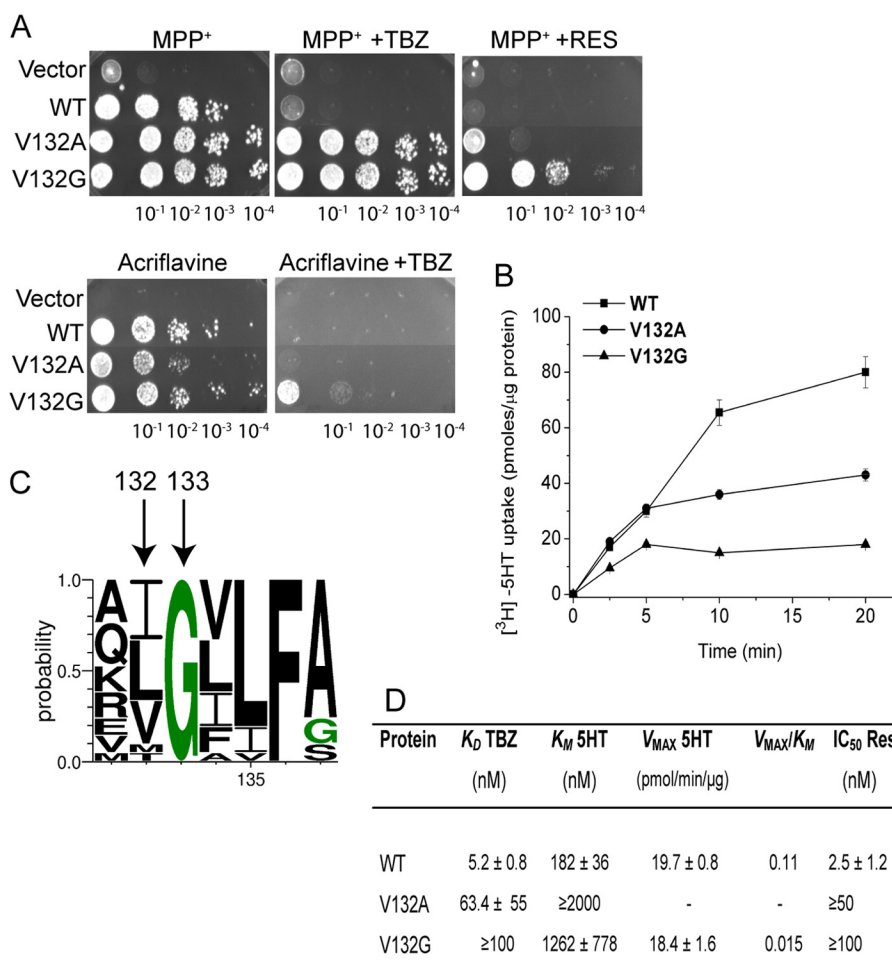 A
MPP⁺ MPP⁺ +TBZ MPP⁺ +RES
Vector
WT
V132A
V132G
10⁻¹ 10⁻² 10⁻³ 10⁻⁴ 10⁻¹ 10⁻² 10⁻³ 10⁻⁴ 10⁻¹ 10⁻² 10⁻³ 10⁻⁴
Acriflavine Acriflavine +TBZ
Vector
WT
V132A
V132G
10⁻¹ 10⁻² 10⁻³ 10⁻⁴ 10⁻¹ 10⁻² 10⁻³ 10⁻⁴
B
WT
V132A
V132G
[³H] -5HT uptake (pmoles/µg protein)
100
80
60
40
20
0
0 5 10 15 20
Time (min)
C
132 133
probability
1.0
0.5
0.0
A I G V L F A
Q L L I G
K V I V S
R M F
E T A
V
M
135
D
Protein K_D TBZ K_M 5HT V_MAX 5HT V_MAX/K_M IC₅₀ Res
(nM) (nM) (pmol/min/µg) (nM)
WT 5.2 ± 0.8 182 ± 36 19.7 ± 0.8 0.11 2.5 ± 1.2
V132A 63.4 ± 55 ≥2000 - - ≥50
V132G ≥100 1262 ± 778 18.4 ± 1.6 0.015 ≥100